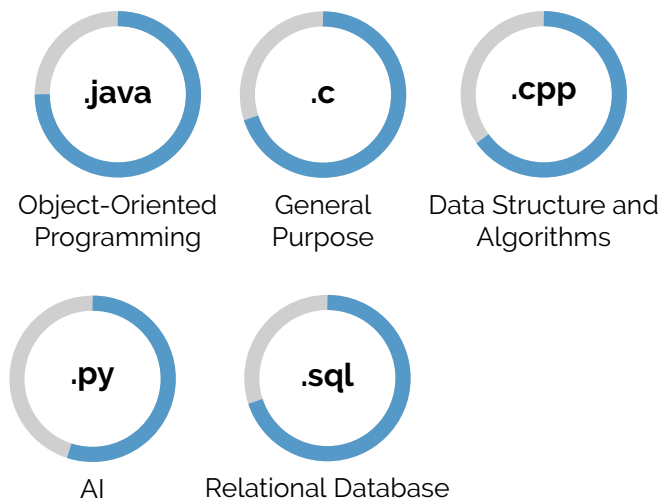 .java
.c
.cpp
Object-Oriented
Programming
General
Purpose
Data Structure and
Algorithms
.py
.sql
AI
Relational Database